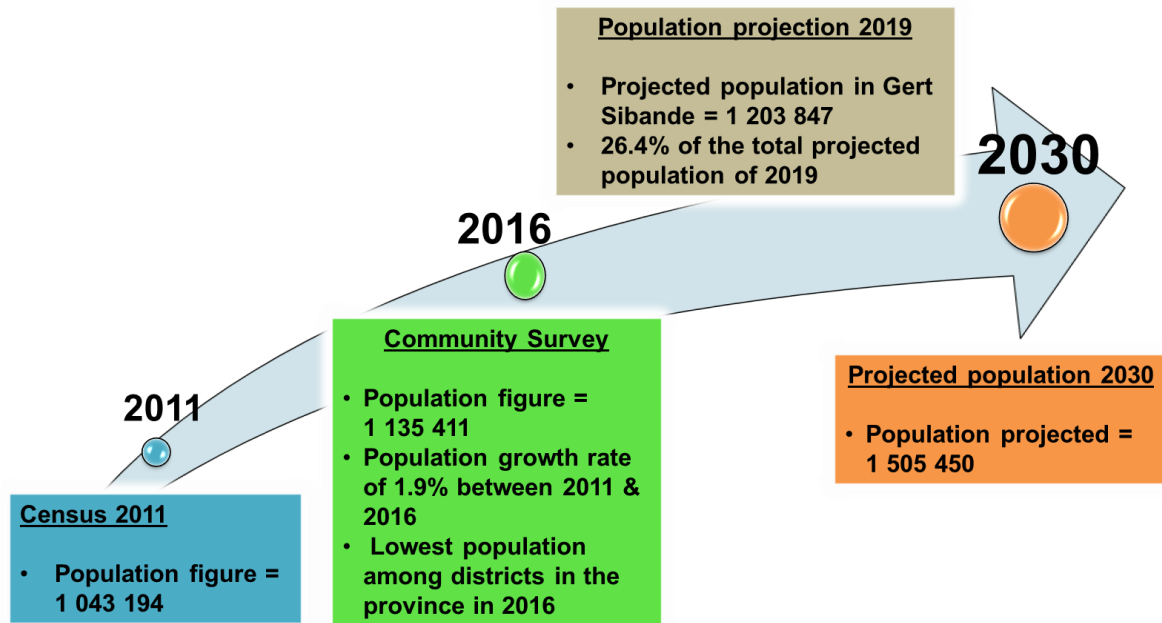 2011
Census 2011
• Population figure =
1 043 194
2016
Community Survey
• Population figure =
1 135 411
• Population growth rate
of 1.9% between 2011 &
2016
• Lowest population
among districts in the
province in 2016
Population projection 2019
• Projected population in Gert
Sibande = 1 203 847
• 26.4% of the total projected
population of 2019
2030
Projected population 2030
• Population projected =
1 505 450